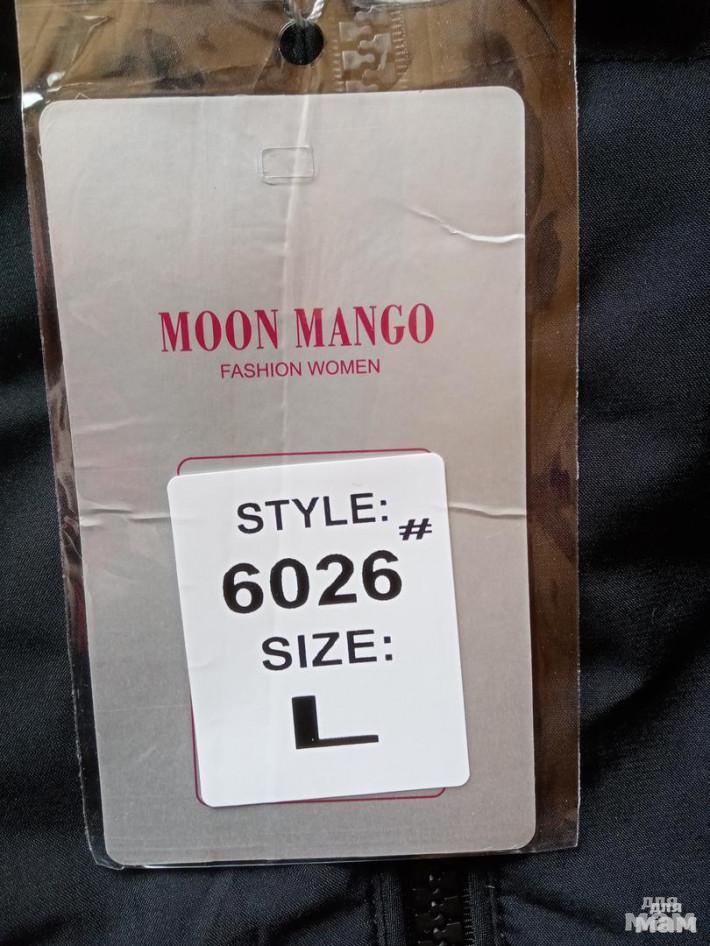 MOON MANGO
FASHION WOMEN
STYLE: #
6026
SIZE:
L
для
Мам